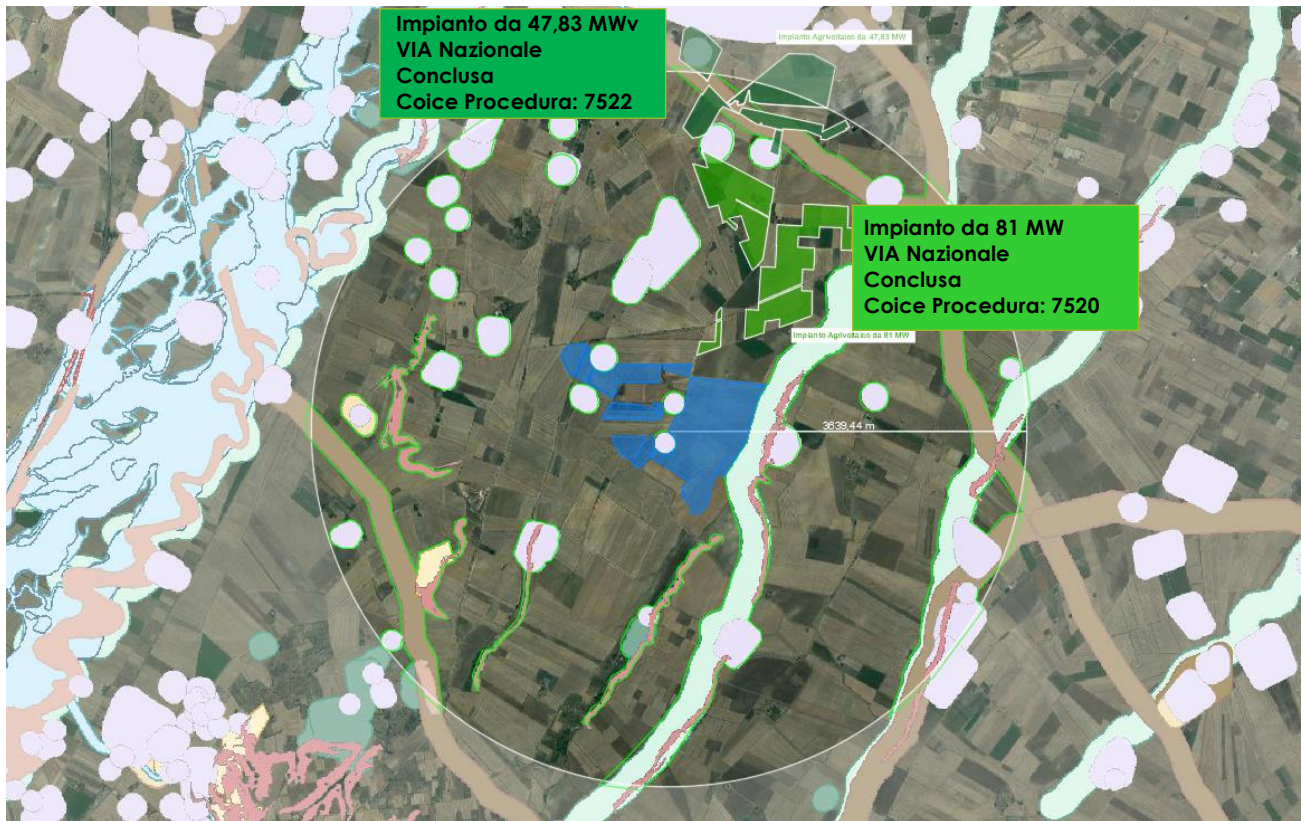 Impianto da 47,83 MWv
VIA Nazionale
Conclusa
Coice Procedura: 7522
Impianto Agrivoltaico da 47,83 MW
Impianto da 81 MW
VIA Nazionale
Conclusa
Coice Procedura: 7520
Impianto Agrivoltaico da 81 MW
3639,44 m